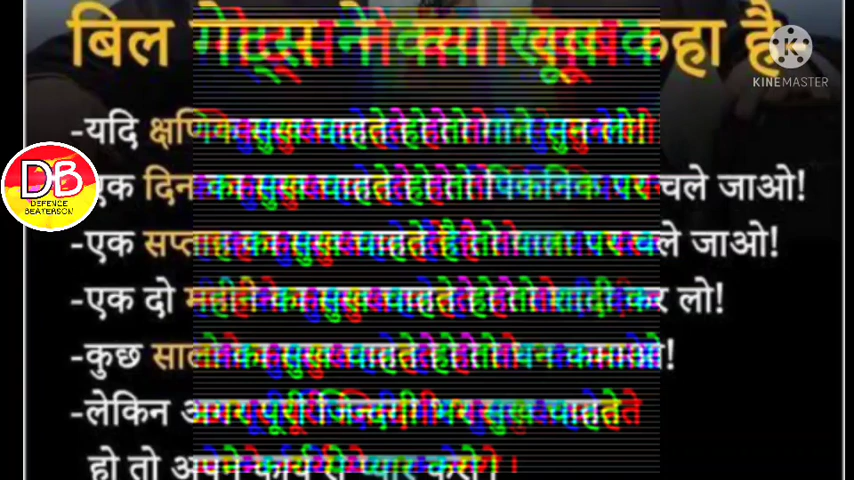 बिल गेट्स ने क्या खूब कहा है-
KINEMASTER
-यदि क्षणिक सुख चाहते हो तो गाने सुन लो!
DB
DEFENCE
BEATERSON
एक दिन का सुख चाहते हो तो पिकनिक पर चले जाओ!
-एक सप्ताह का सुख चाहते है तो यात्रा पर चले जाओ!
-एक दो महीने का सुख चाहते हो तो शादी कर लो!
-कुछ सालो का सुख चाहते हो तो धन कमाओ!
-लेकिन अगर पूरी जिन्दगी भर सुख चाहते
हो तो अपने कार्य से प्यार करो।